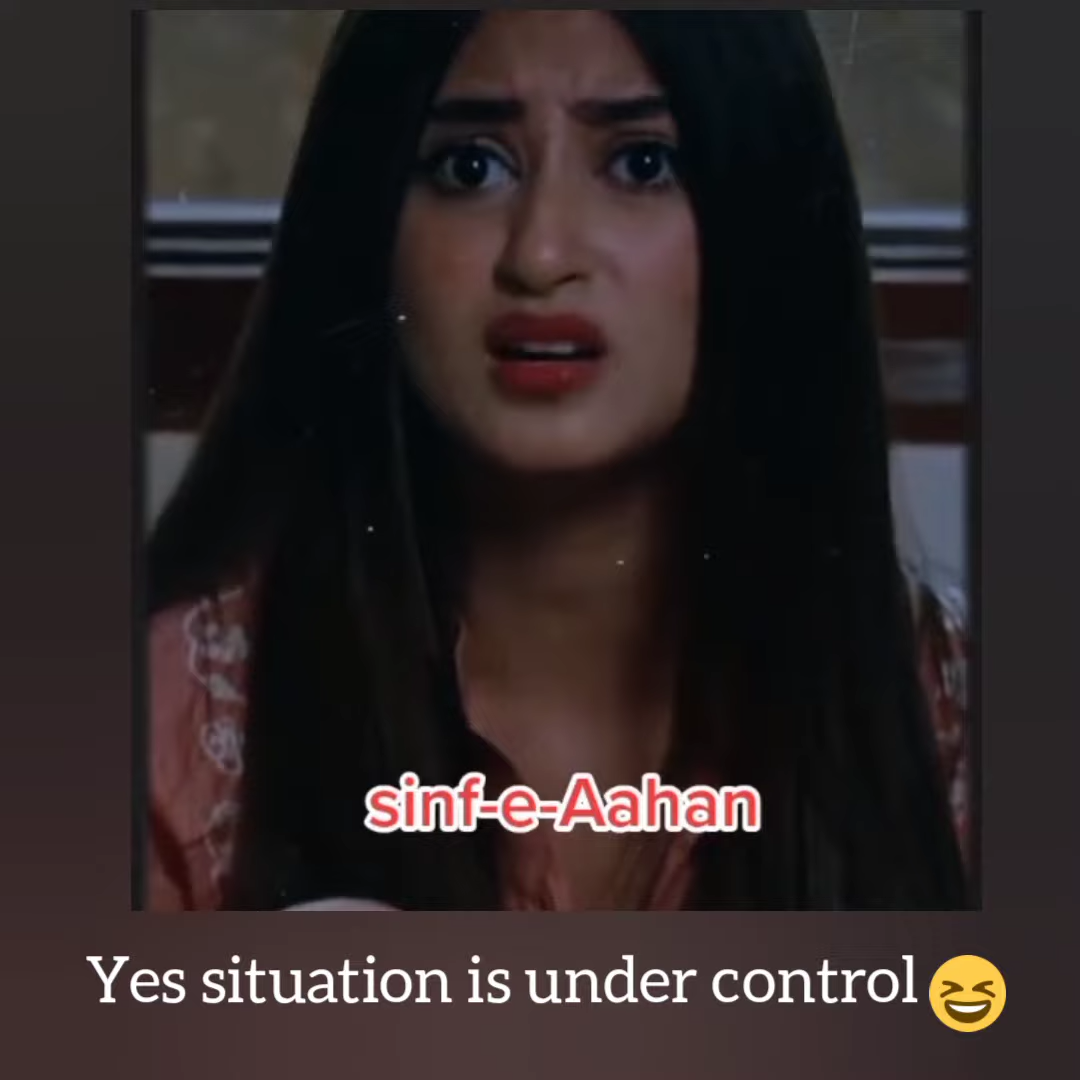 sinf-e-Aahan
Yes situation is under control😆